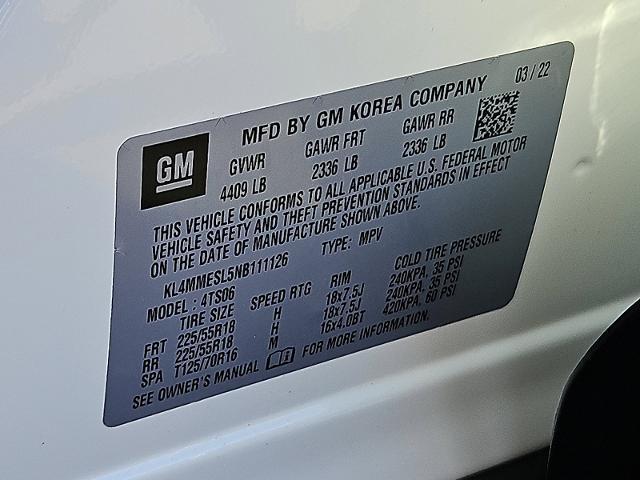 03/22
MFD BY GM KOREA COMPANY
GM
GVWR GAWR FRT GAWR RR
4409 LB 2336 LB 2336 LB
THIS VEHICLE CONFORMS TO ALL APPLICABLE U.S. FEDERAL MOTOR
VEHICLE SAFETY AND THEFT PREVENTION STANDARDS IN EFFECT
ON THE DATE OF MANUFACTURE SHOWN ABOVE.
KL4MMESL5NB111126 TYPE: MPV
MODEL: 4TS06
TIRE SIZE SPEED RTG RIM COLD TIRE PRESSURE
FRT 225/55R18 H 18x7.5J 240KPA, 35 PSI
RR 225/55R18 H 18x7.5J 240KPA, 35 PSI
SPA T125/70R16 M 16x4.0BT 420KPA, 60 PSI
SEE OWNER'S MANUAL FOR MORE INFORMATION.